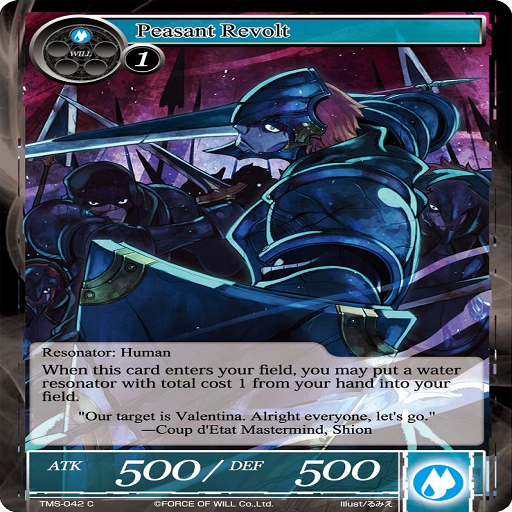 Peasant Revolt
WILL
1
Resonator: Human
When this card enters your field, you may put a water
resonator with total cost 1 from your hand into your
field.
"Our target is Valentina. Alright everyone, let's go."
—Coup d'Etat Mastermind, Shion
ATK 500 / DEF 500
TMS-042 C ©FORCE OF WILL Co.,Ltd. Illust/るみえ